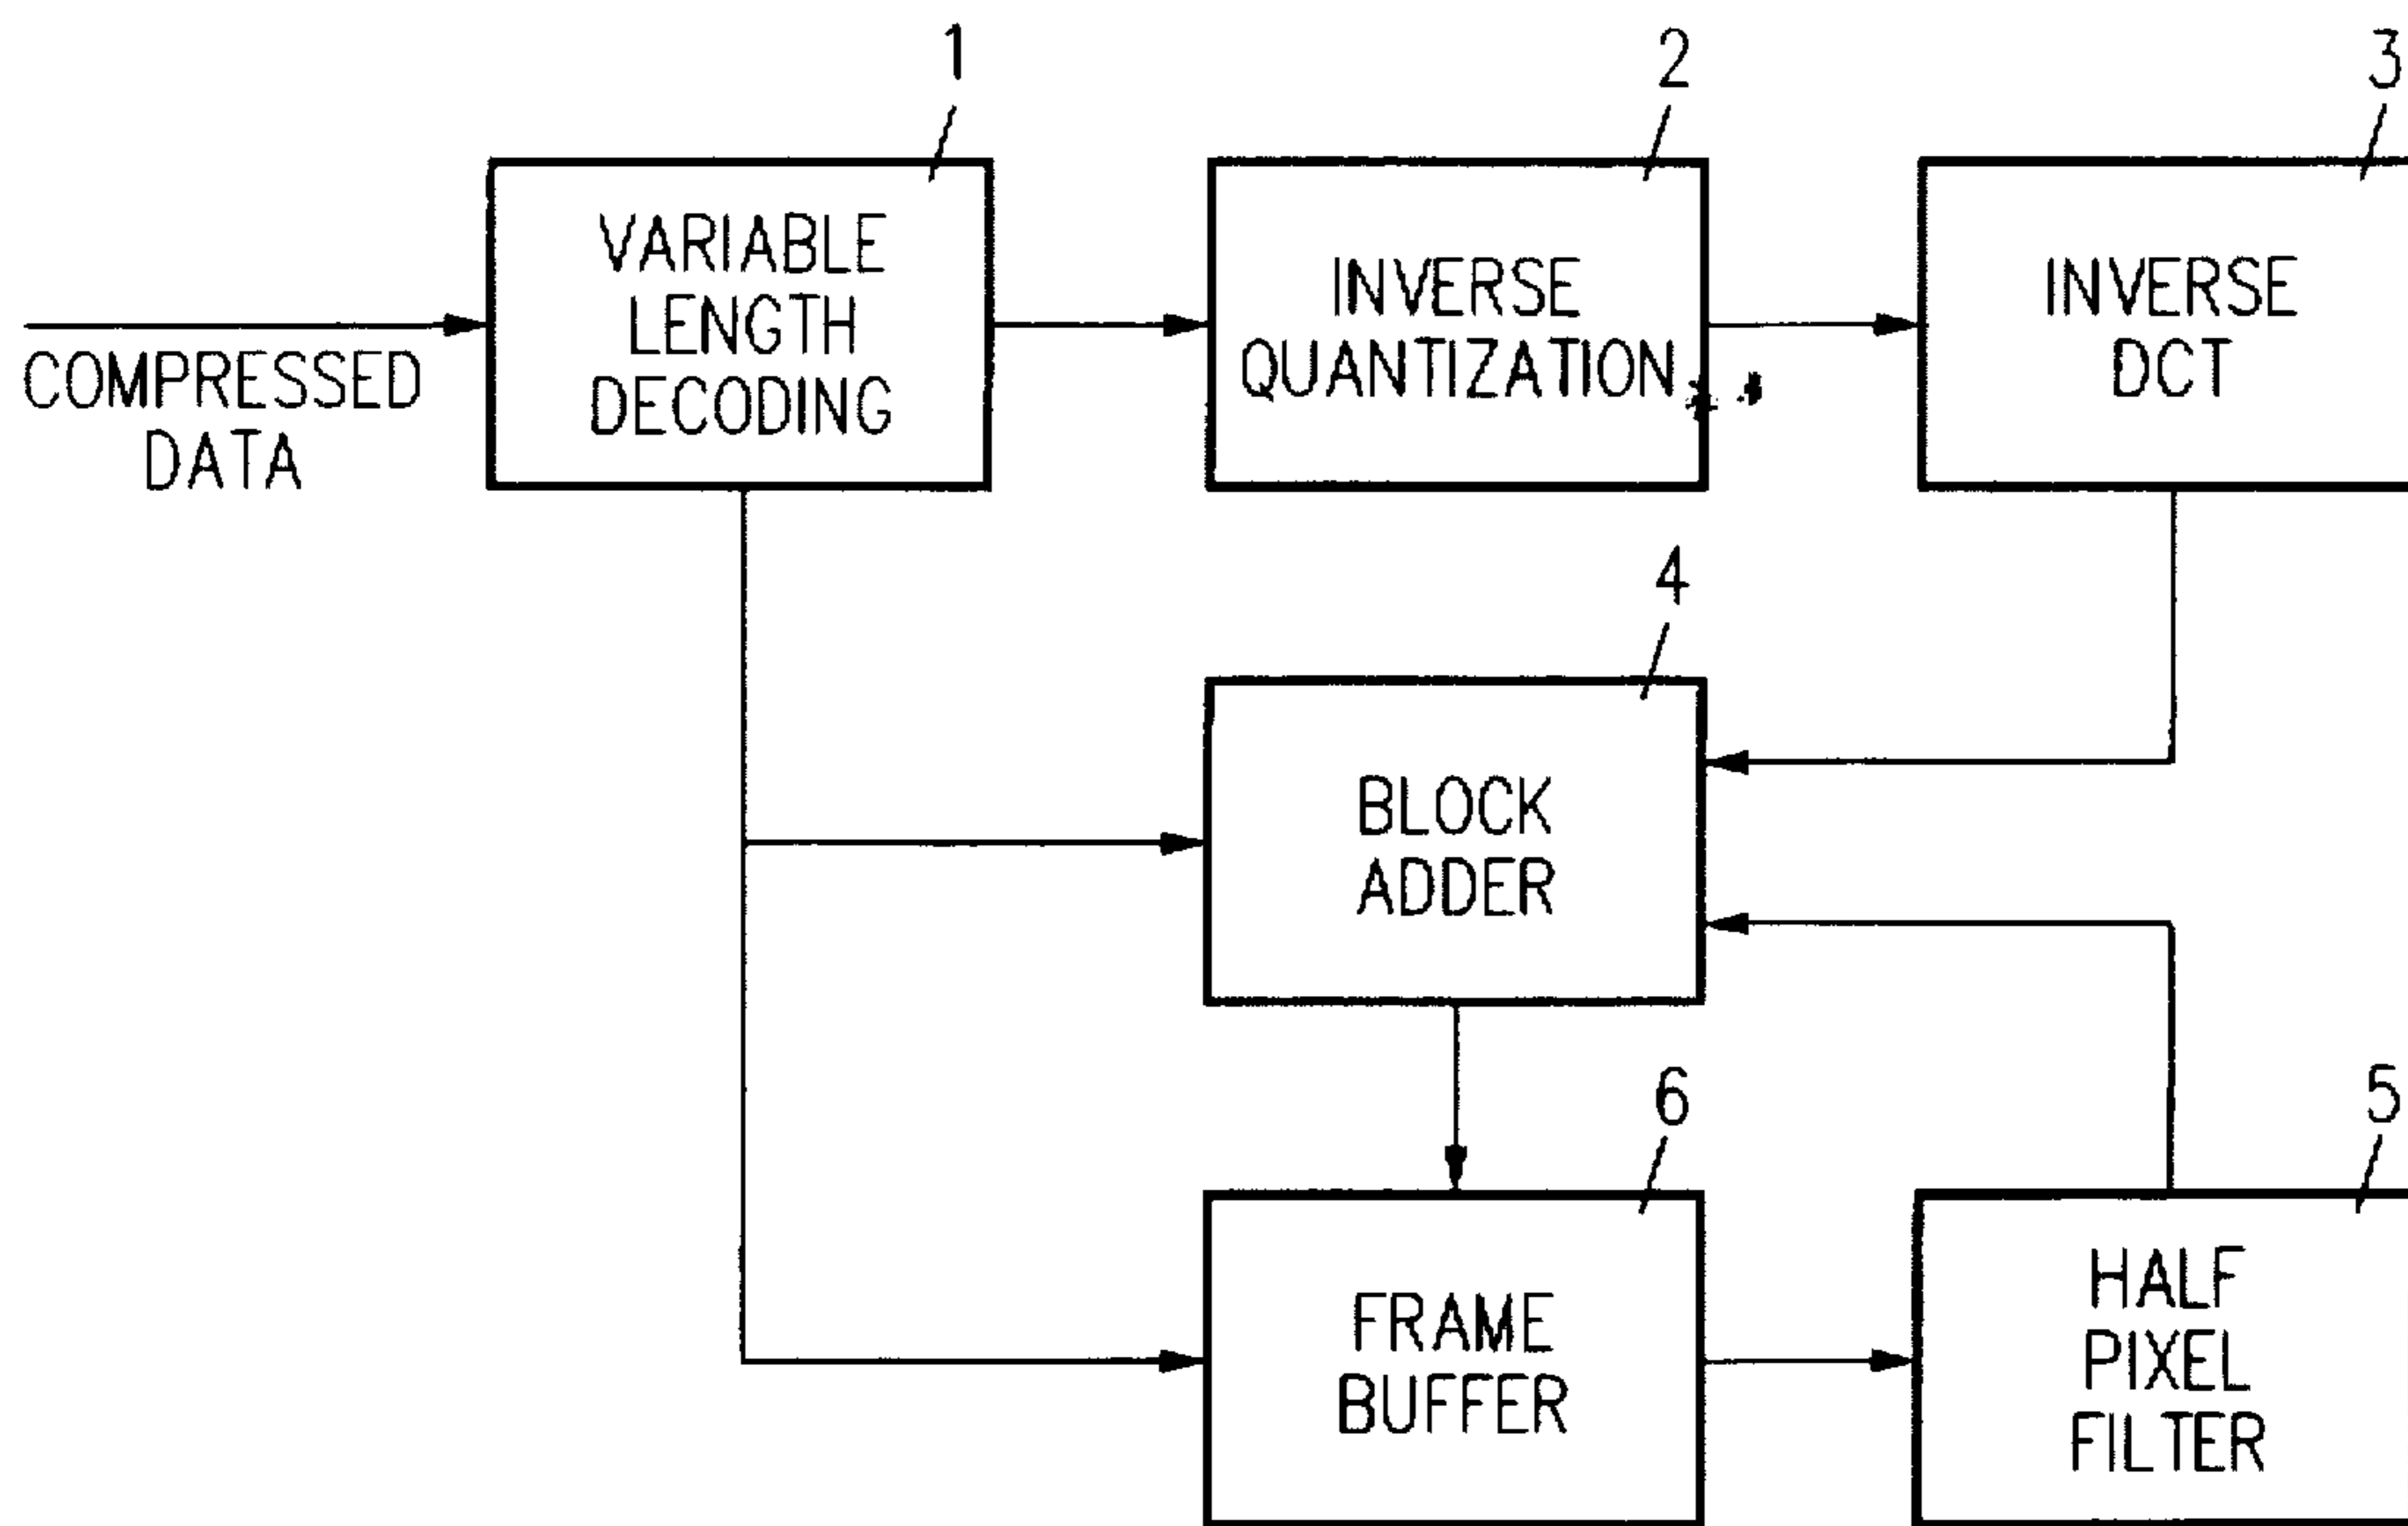 1
2
3
VARIABLE
LENGTH
DECODING
INVERSE
QUANTIZATION
INVERSE
DCT
COMPRESSED
DATA
4
BLOCK
ADDER
6
5
FRAME
BUFFER
HALF
PIXEL
FILTER